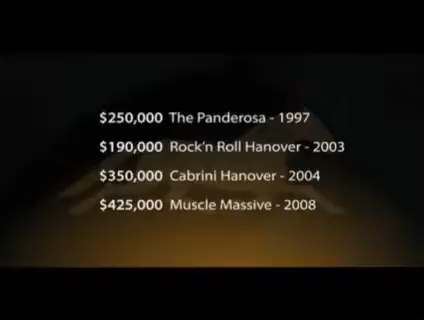 $250,000 The Panderosa - 1997
$190,000 Rock'n Roll Hanover - 2003
$350,000 Cabrini Hanover - 2004
$425,000 Muscle Massive - 2008